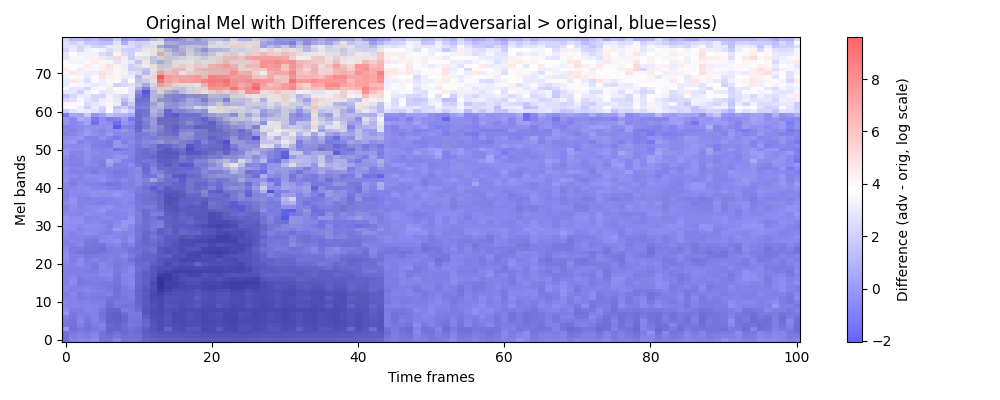 Original Mel with Differences (red=adversarial > original, blue=less)
Mel bands
70
60
50
40
30
20
10
0
0 20 40 60 80 100
Time frames
8
6
4
2
0
−2
Difference (adv - orig, log scale)